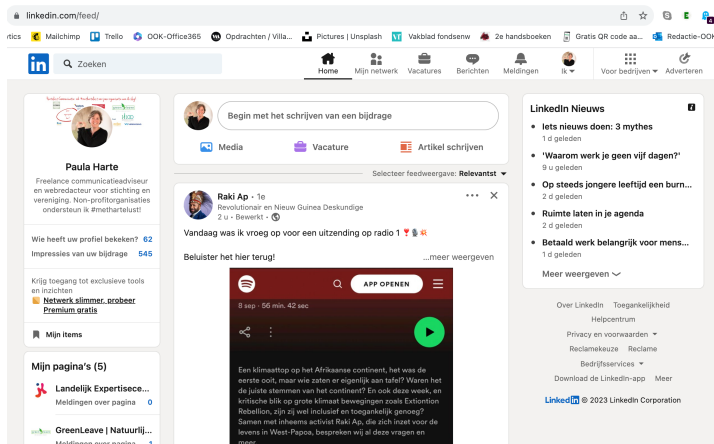 linkedin.com/feed/
ytics Mailchimp Trello OOK-Office365 Opdrachten / Villa... Pictures | Unsplash Vakblad fondsenw 2e handsboeken Gratis QR code aa... Redactie-OOK
in Zoeken
Home Mijn netwerk Vacatures Berichten Meldingen Ik Voor bedrijven Adverteren
Paula Harte
Freelance communicatieadviseur
en webredacteur voor stichting en
vereniging. Non-profitorganisaties
ondersteun ik #methartelust!
Wie heeft uw profiel bekeken? 62
Impressies van uw bijdrage 545
Krijg toegang tot exclusieve tools
en inzichten
Netwerk slimmer, probeer
Premium gratis
Mijn items
Mijn pagina's (5)
Landelijk Expertisece...
Meldingen over pagina 0
GreenLeave | Natuurlij...
Meldingen over pagina 1
Begin met het schrijven van een bijdrage
Media Vacature Artikel schrijven
Selecteer feedweergave: Relevantst
Raki Ap • 1e
Revolutionair en Nieuw Guinea Deskundige
2 u • Bewerkt •
Vandaag was ik vroeg op voor een uitzending op radio 1
Beluister het hier terug!
...meer weergeven
APP OPENEN
8 sep · 56 min. 42 sec
Een klimaattop op het Afrikaanse continent, het was de
eerste ooit, maar wie zaten er eigenlijk aan tafel? Waren het
de juiste stemmen van het continent? En ook deze week, en
kritische blik op grote klimaat bewegingen zoals Extiontion
Rebellion, zijn zij wel inclusief en toegankelijk genoeg?
Samen met inheems activist Raki Ap, die zich inzet voor de
levens in West-Papoa, bespreken wij al deze vragen en
meer
LinkedIn Nieuws
Iets nieuws doen: 3 mythes
1 d geleden
'Waarom werk je geen vijf dagen?'
9 u geleden
Op steeds jongere leeftijd een burn...
2 d geleden
Ruimte laten in je agenda
2 d geleden
Betaald werk belangrijk voor mens...
1 d geleden
Meer weergeven
Over LinkedIn Toegankelijkheid
Helpcentrum
Privacy en voorwaarden
Reclamekeuze Reclame
Bedrijfsservices
Download de LinkedIn-app Meer
Linked in © 2023 LinkedIn Corporation